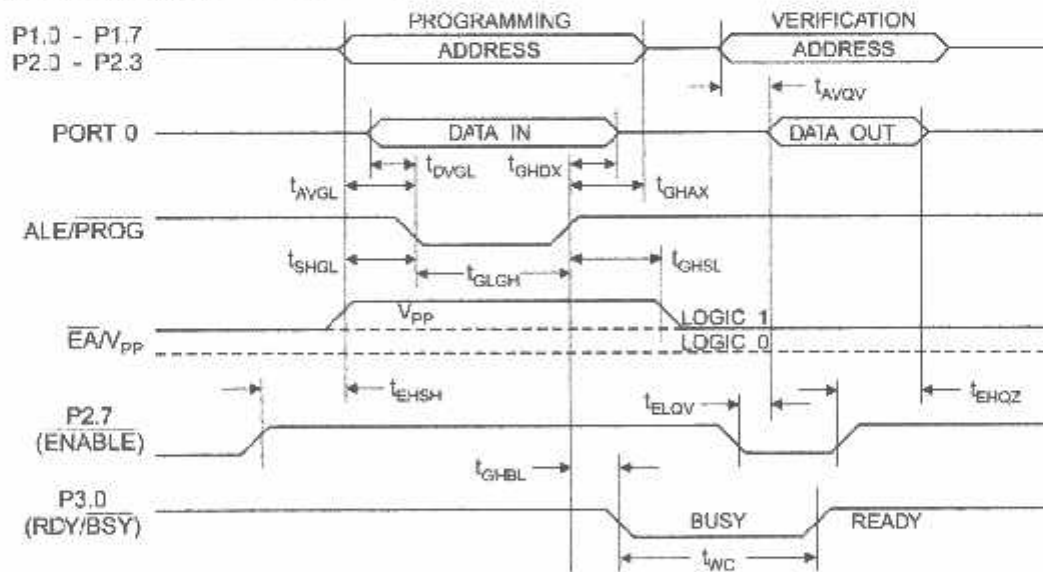 PROGRAMMING VERIFICATION
P1.0 - P1.7
P2.0 - P2.3
ADDRESS ADDRESS
tAVQV
PORT 0 DATA IN DATA OUT
tDVGL tGHDX
tAVGL tGHAX
ALE/PROG
tSHGL tGLGH tGHSL
VPP
LOGIC 1
EA/VPP LOGIC 0
tEHSH tELQV tEHQZ
P2.7
(ENABLE)
tGHBL
P3.0
(RDY/BSY)
BUSY READY
tWC